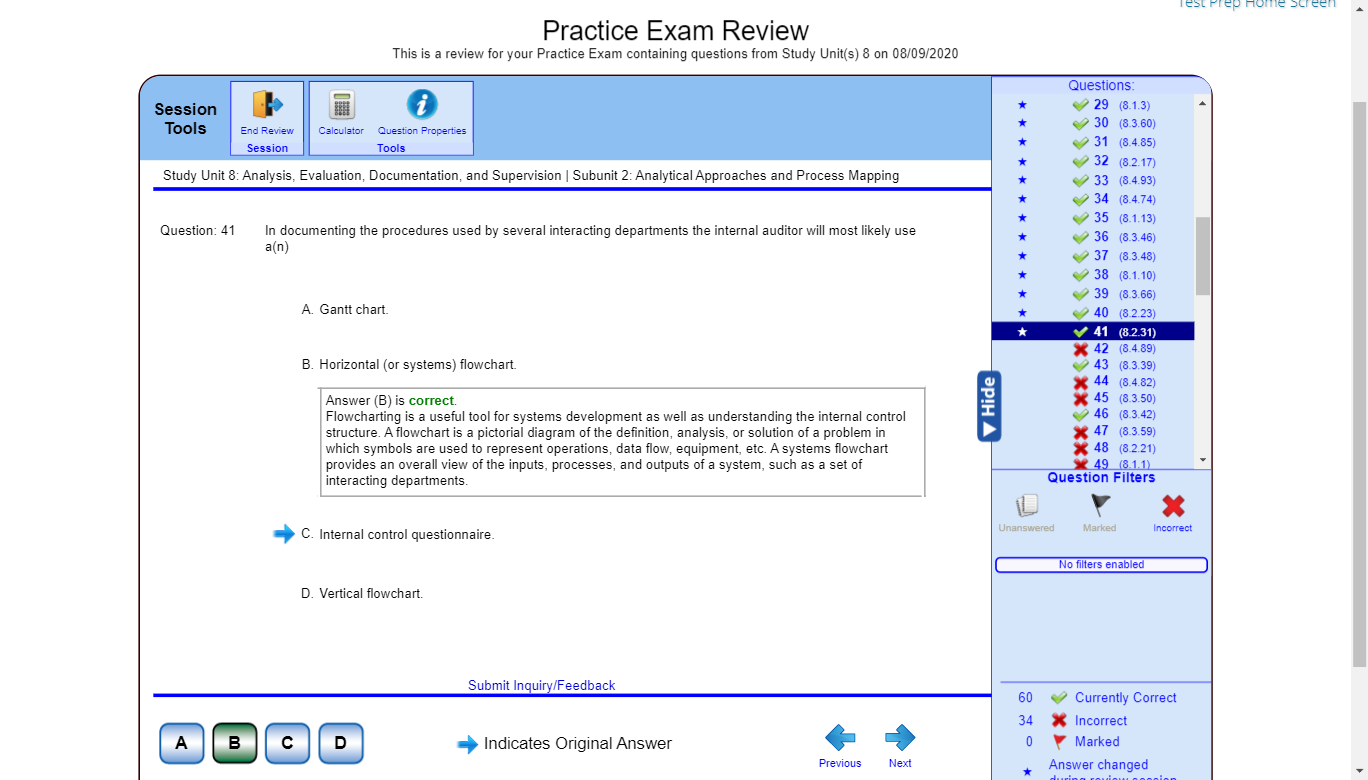 Test Prep Home Screen
Practice Exam Review
This is a review for your Practice Exam containing questions from Study Unit(s) 8 on 08/09/2020
Session
Tools
End Review
Session
Calculator
Question Properties
Tools
Study Unit 8: Analysis, Evaluation, Documentation, and Supervision | Subunit 2: Analytical Approaches and Process Mapping
Question: 41
In documenting the procedures used by several interacting departments the internal auditor will most likely use
a(n)
A. Gantt chart.
B. Horizontal (or systems) flowchart.
Answer (B) is correct.
Flowcharting is a useful tool for systems development as well as understanding the internal control
structure. A flowchart is a pictorial diagram of the definition, analysis, or solution of a problem in
which symbols are used to represent operations, data flow, equipment, etc. A systems flowchart
provides an overall view of the inputs, processes, and outputs of a system, such as a set of
interacting departments.
C. Internal control questionnaire.
D. Vertical flowchart.
Submit Inquiry/Feedback
A B C D
Indicates Original Answer
Previous
Next
Questions:
29 (8.1.3)
30 (8.3.60)
31 (8.4.85)
32 (8.2.17)
33 (8.4.93)
34 (8.4.74)
35 (8.1.13)
36 (8.3.46)
37 (8.3.48)
38 (8.1.10)
39 (8.3.66)
40 (8.2.23)
41 (8.2.31)
42 (8.4.89)
43 (8.3.39)
44 (8.4.82)
45 (8.3.50)
46 (8.3.42)
47 (8.3.59)
48 (8.2.21)
49 (8.1.1)
Hide
Question Filters
Unanswered
Marked
Incorrect
No filters enabled
60 Currently Correct
34 Incorrect
0 Marked
Answer changed
during review session